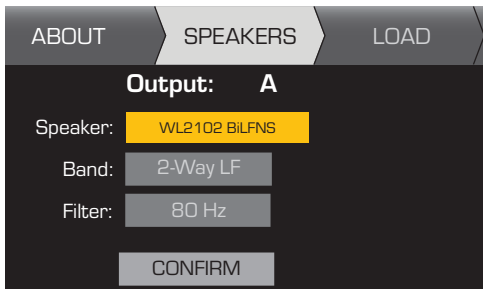 ABOUT SPEAKERS LOAD
Output: A
Speaker: WL2102 BiLFNS
Band: 2-Way LF
Filter: 80 Hz
CONFIRM